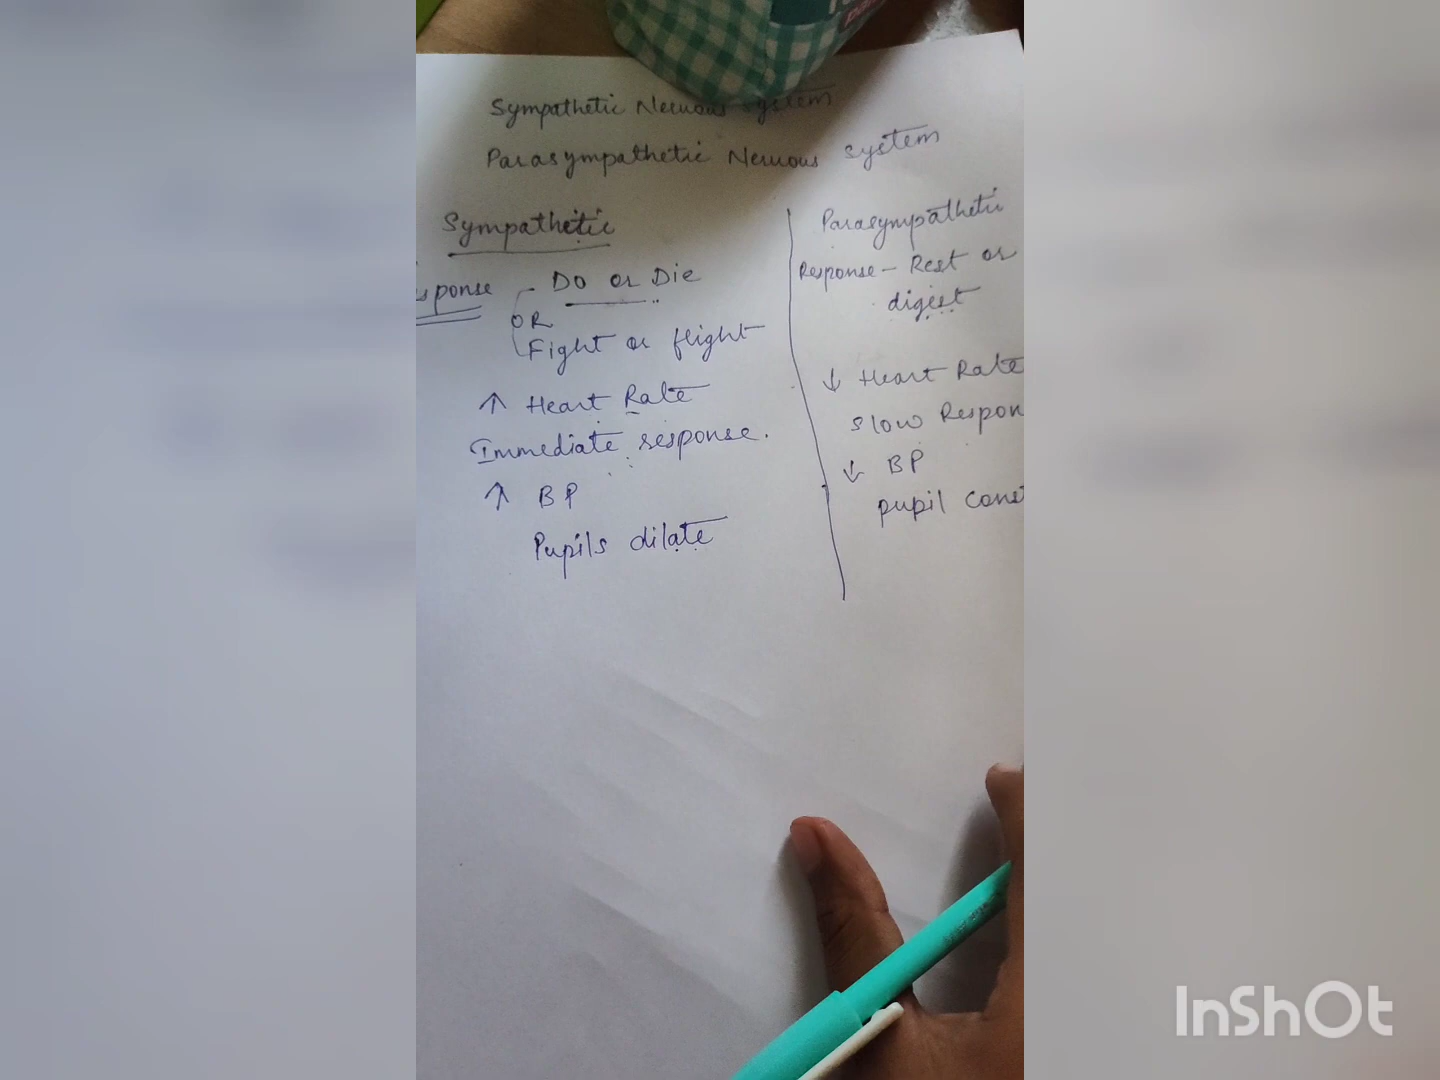 Sympathetic Nervous system
Parasympathetic Nervous system
Sympathetic
sponse - Do or Die
OR
Fight or flight
↑ Heart Rate
Immediate response.
↑ BP
Pupils dilate
Parasympathetic
Response - Rest or
digest
↓ Heart Rate
slow Respon
↓ BP
pupil const
InShOt